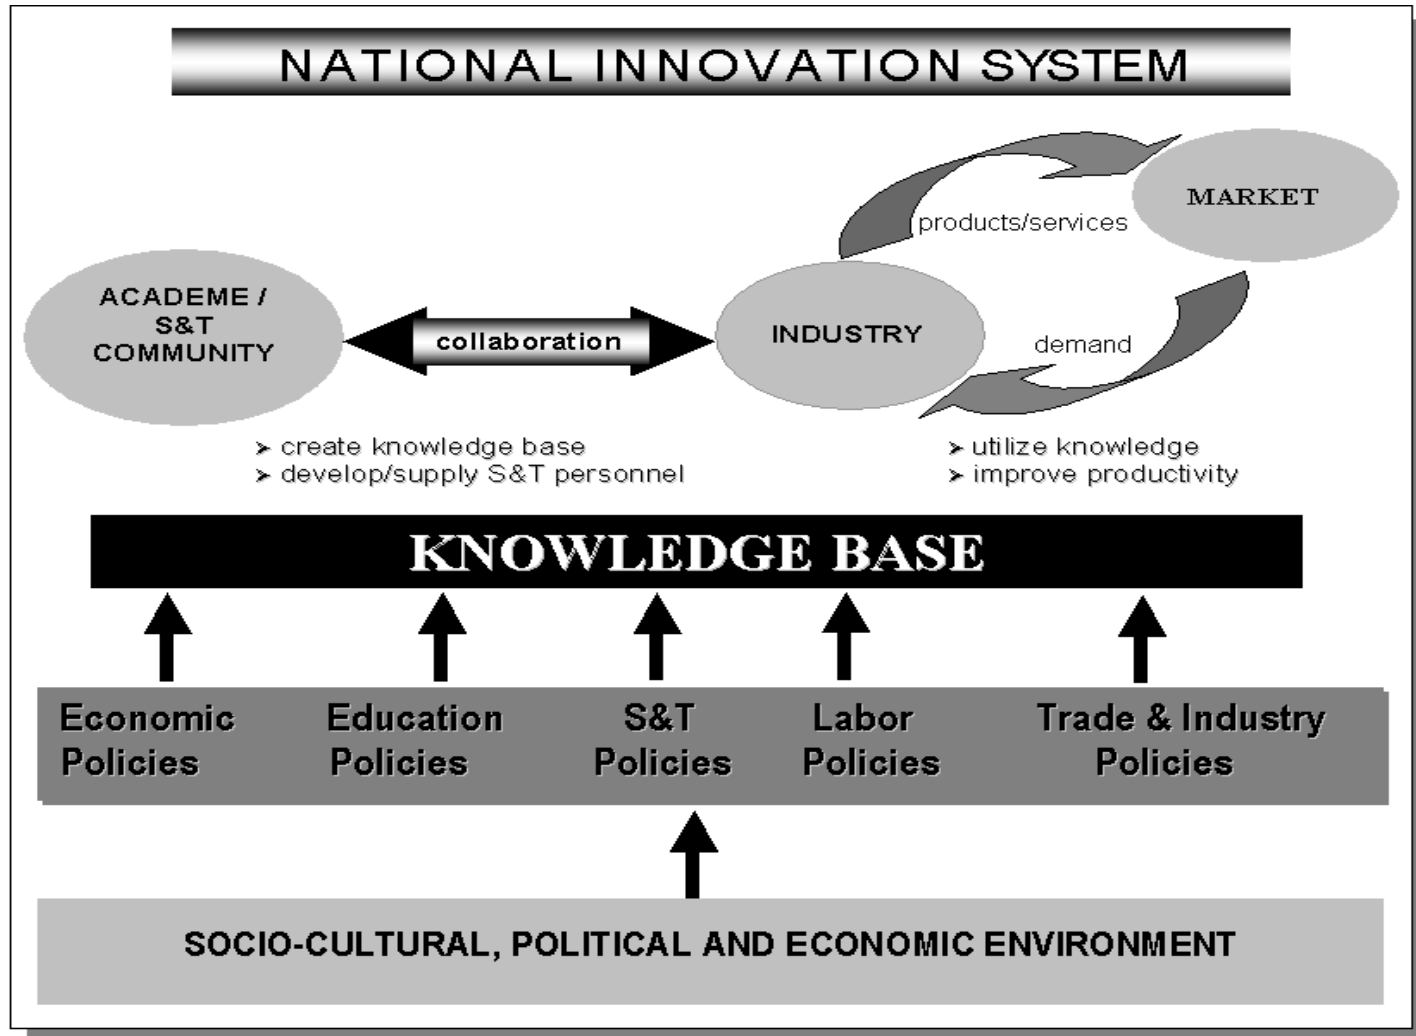 NATIONAL INNOVATION SYSTEM
MARKET
products/services
ACADEME /
S&T
COMMUNITY
collaboration
INDUSTRY
demand
➢ create knowledge base
➢ develop/supply S&T personnel
➢ utilize knowledge
➢ improve productivity
KNOWLEDGE BASE
Economic
Policies
Education
Policies
S&T
Policies
Labor
Policies
Trade & Industry
Policies
SOCIO-CULTURAL, POLITICAL AND ECONOMIC ENVIRONMENT